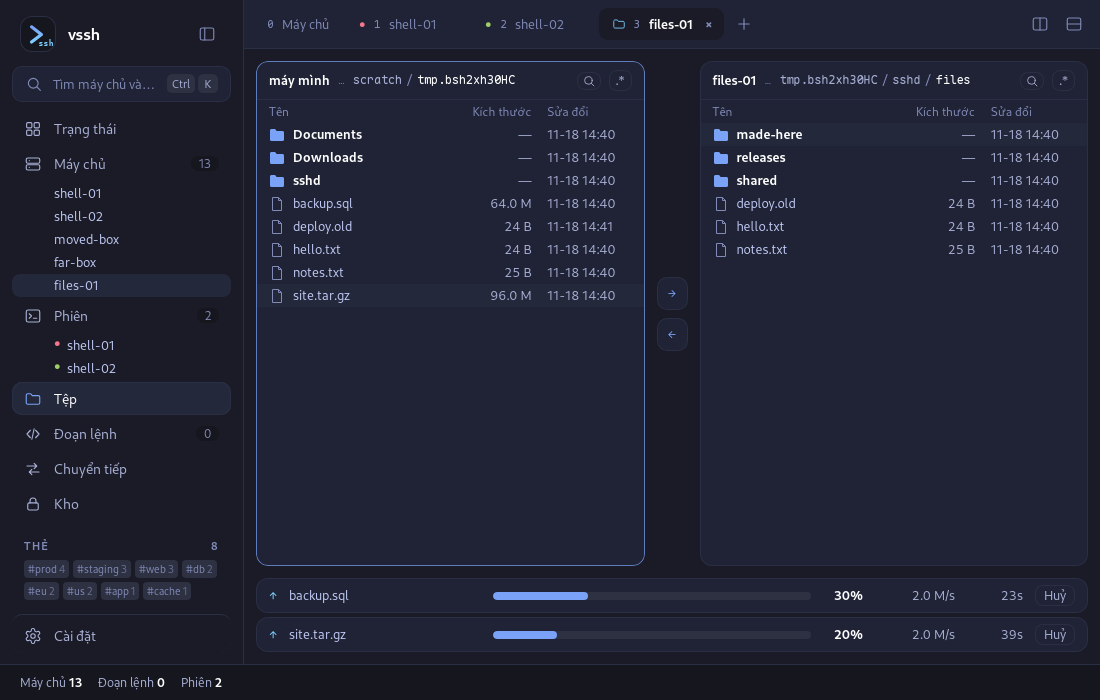 ssh
vssh
Tìm máy chủ và… Ctrl K
Trạng thái
Máy chủ 13
shell-01
shell-02
moved-box
far-box
files-01
Phiên 2
shell-01
shell-02
Tệp
Đoạn lệnh 0
Chuyển tiếp
Kho
THẺ 8
#prod 4 #staging 3 #web 3 #db 2
#eu 2 #us 2 #app 1 #cache 1
Cài đặt
0 Máy chủ 1 shell-01 2 shell-02 3 files-01 × +
máy mình … scratch / tmp.bsh2xh30HC .*
Tên Kích thước Sửa đổi
Documents — 11-18 14:40
Downloads — 11-18 14:40
sshd — 11-18 14:40
backup.sql 64.0 M 11-18 14:40
deploy.old 24 B 11-18 14:41
hello.txt 24 B 11-18 14:40
notes.txt 25 B 11-18 14:40
site.tar.gz 96.0 M 11-18 14:40
→
←
files-01 … tmp.bsh2xh30HC / sshd / files .*
Tên Kích thước Sửa đổi
made-here — 11-18 14:40
releases — 11-18 14:40
shared — 11-18 14:40
deploy.old 24 B 11-18 14:40
hello.txt 24 B 11-18 14:40
notes.txt 25 B 11-18 14:40
↑ backup.sql 30% 2.0 M/s 23s Huỷ
↑ site.tar.gz 20% 2.0 M/s 39s Huỷ
Máy chủ 13 Đoạn lệnh 0 Phiên 2